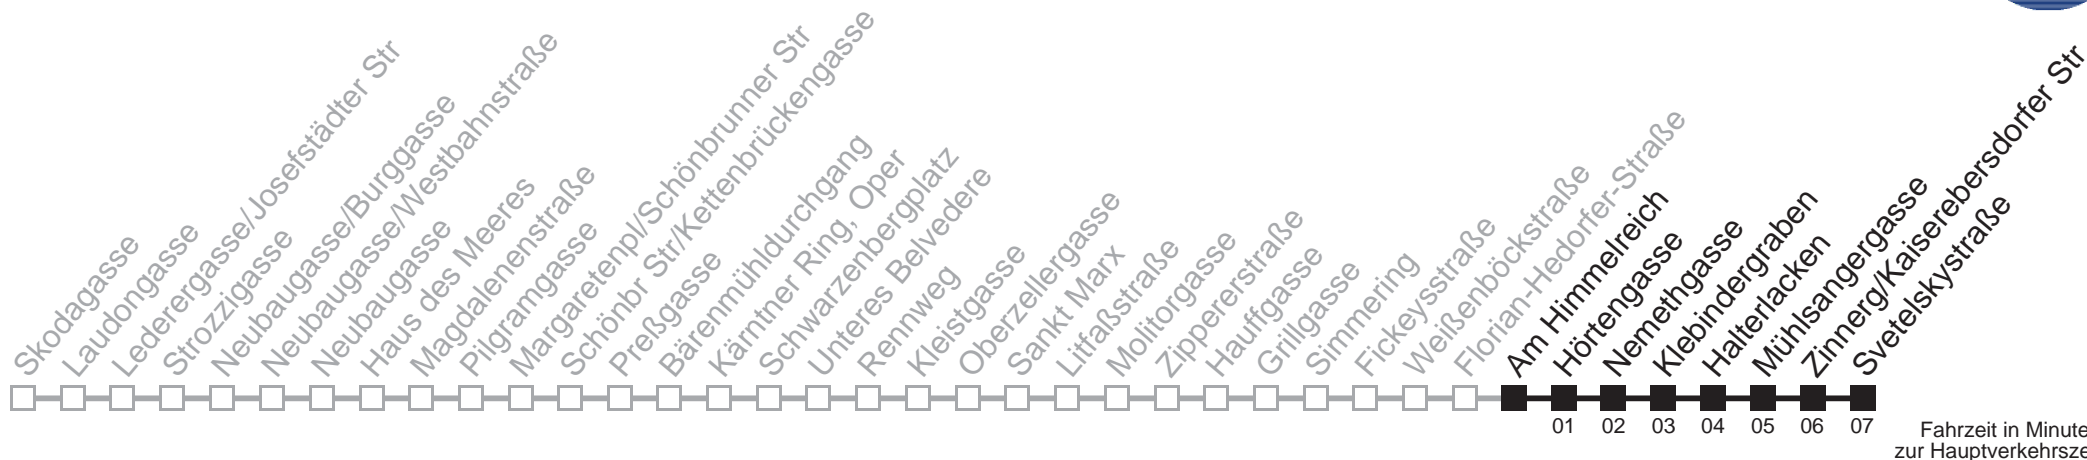 Skodagasse
Laudongasse
Lederergasse/Josefstädter Str
Strozzigasse
Neubaugasse/Burggasse
Neubaugasse/Westbahnstraße
Neubaugasse
Haus des Meeres
Magdalenenstraße
Pilgramgasse
Margaretenpl/Schönbrunner Str
Schönbr Str/Kettenbrückengasse
Preßgasse
Bärenmühldurchgang
Kärntner Ring, Oper
Schwarzenbergplatz
Unteres Belvedere
Rennweg
Kleistgasse
Oberzellergasse
Sankt Marx
Litfaßstraße
Molitorgasse
Zippererstraße
Hauffgasse
Grillgasse
Simmering
Fickeysstraße
Weißenböckstraße
Florian-Hedorfer-Straße
Am Himmelreich
Hörtengasse
Nemethgasse
Klebindergraben
Halterlacken
Mühlsangergasse
Zinnerg/Kaiserebersdorfer Str
Svetelskystraße
01 02 03 04 05 06 07
Fahrzeit in Minute
zur Hauptverkehrsze